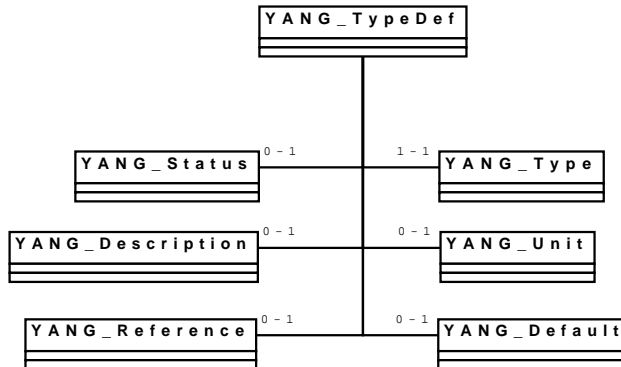 YANG_TypeDef
0-1
1-1
YANG_Status
YANG_Type
0-1
0-1
YANG_Description
YANG_Unit
0-1
0-1
YANG_Reference
YANG_Default